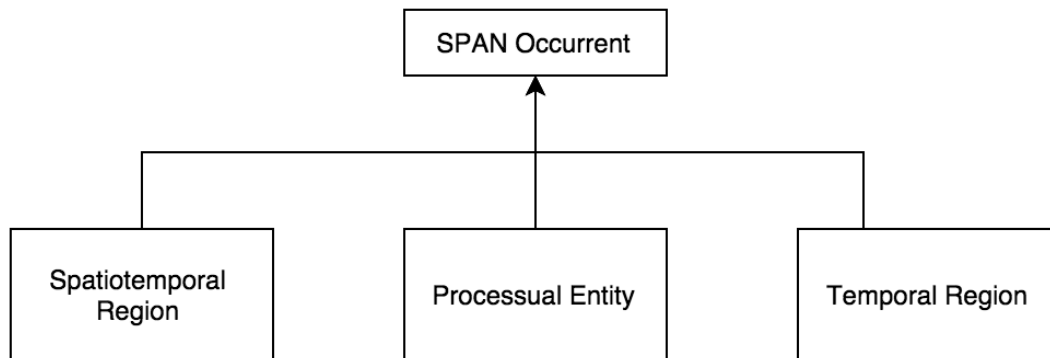 SPAN Occurrent
Spatiotemporal
Region
Processual Entity
Temporal Region